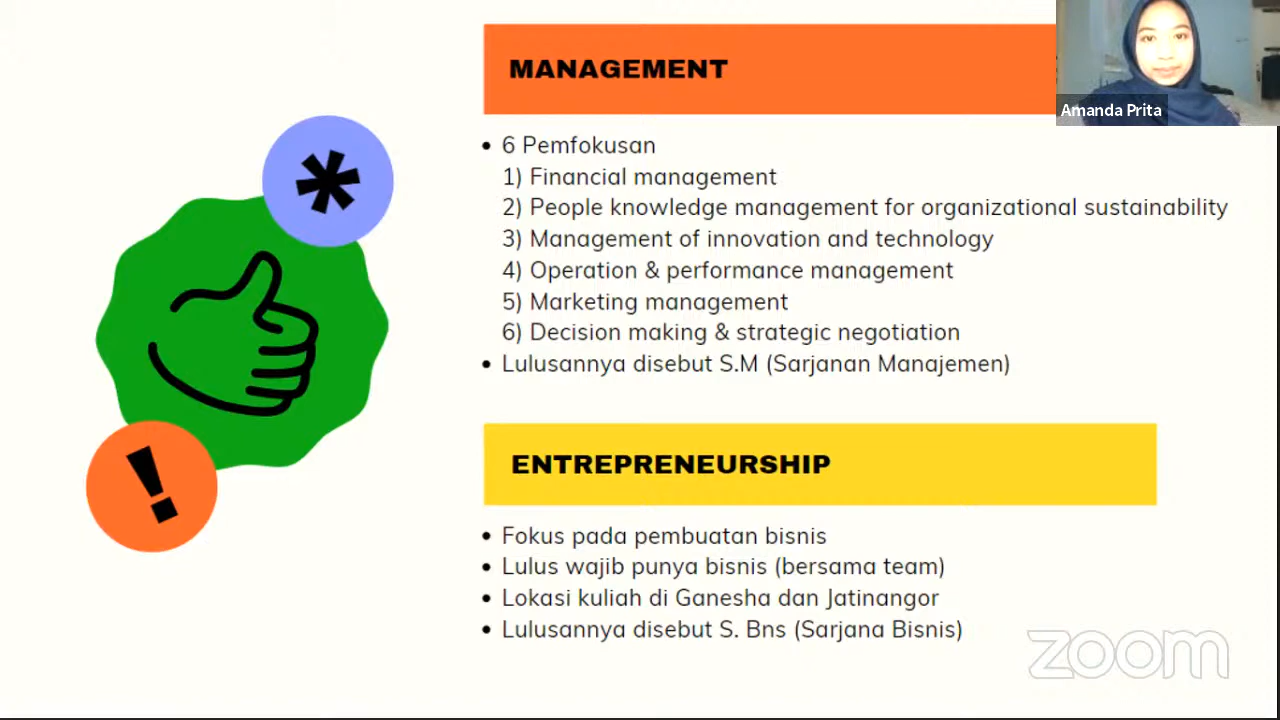 MANAGEMENT
Amanda Prita
• 6 Pemfokusan
1) Financial management
2) People knowledge management for organizational sustainability
3) Management of innovation and technology
4) Operation & performance management
5) Marketing management
6) Decision making & strategic negotiation
• Lulusannya disebut S.M (Sarjanan Manajemen)
ENTREPRENEURSHIP
• Fokus pada pembuatan bisnis
• Lulus wajib punya bisnis (bersama team)
• Lokasi kuliah di Ganesha dan Jatinangor
• Lulusannya disebut S. Bns (Sarjana Bisnis)
zoom